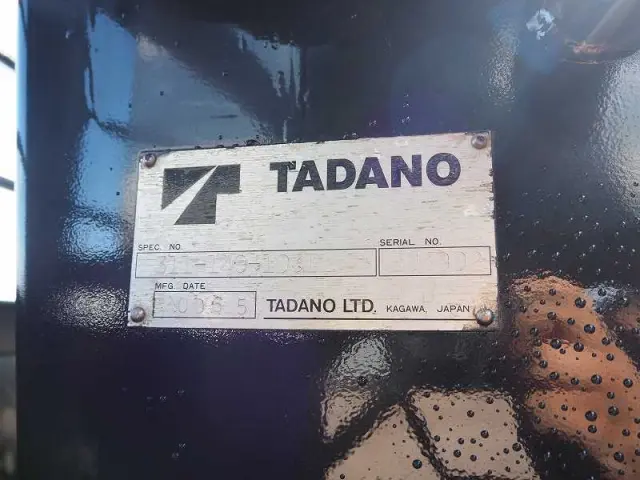 TADANO
SPEC. NO. SERIAL NO.
MFG. DATE
TADANO LTD. KAGAWA, JAPAN